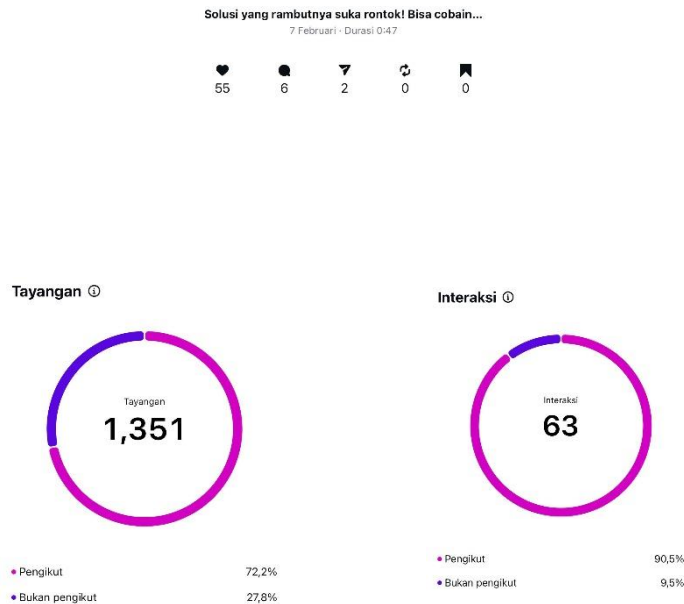 Solusi yang rambutnya suka rontok! Bisa cobain...
7 Februari · Durasi 0:47
55 6 2 0 0
Tayangan
Tayangan
1,351
Pengikut 72,2%
Bukan pengikut 27,8%
Interaksi
Interaksi
63
Pengikut 90,5%
Bukan pengikut 9,5%